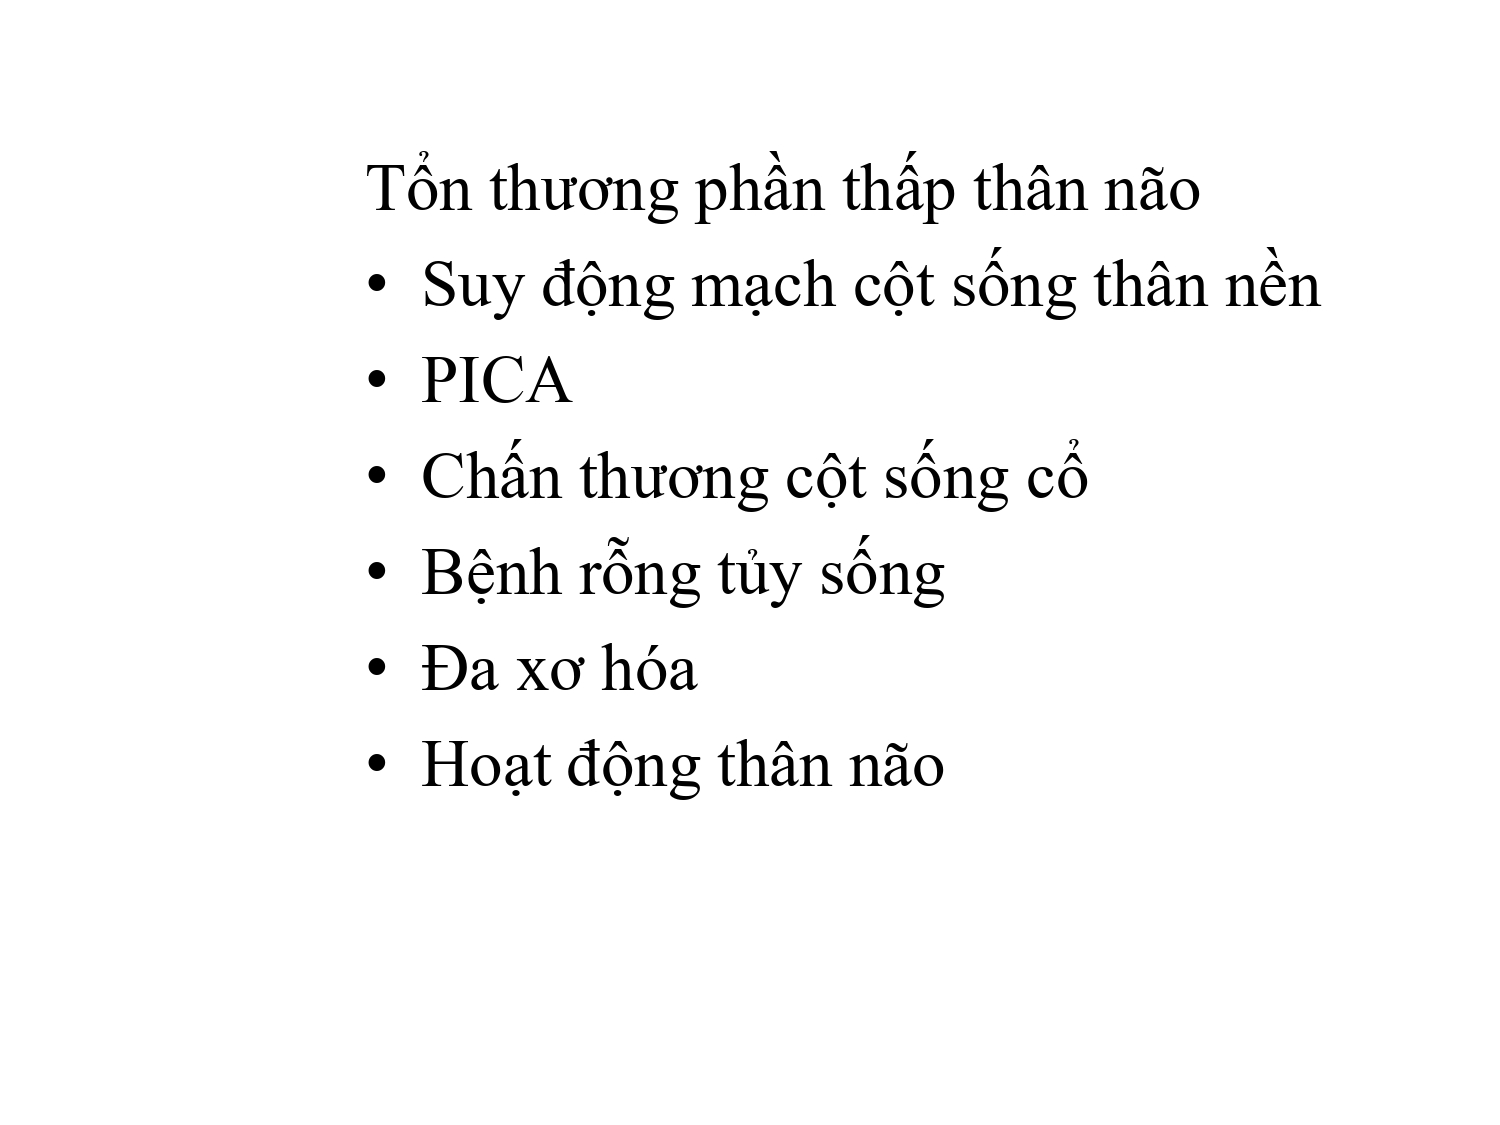 Tổn thương phần thấp thân não
• Suy động mạch cột sống thân nền
• PICA
• Chấn thương cột sống cổ
• Bệnh rỗng tủy sống
• Đa xơ hóa
• Hoạt động thân não